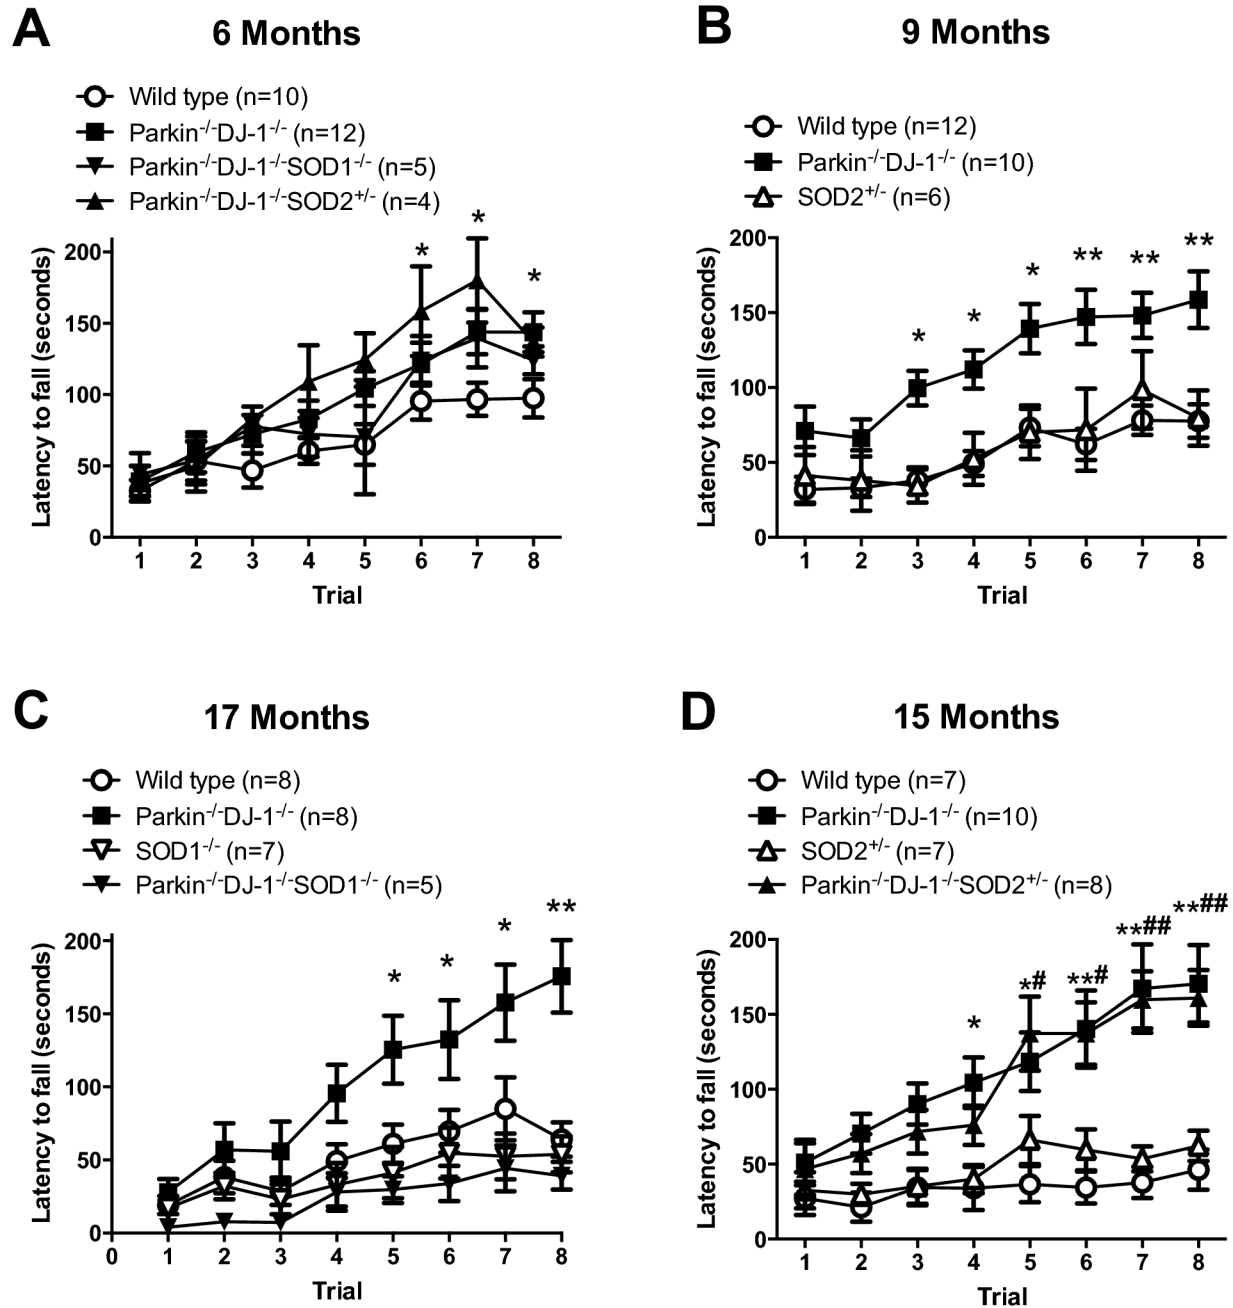 A
6 Months
Wild type (n=10)
Parkin-/-DJ-1-/- (n=12)
Parkin-/-DJ-1-/-SOD1-/- (n=5)
Parkin-/-DJ-1-/-SOD2+/- (n=4)
*
*
*
Latency to fall (seconds)
200
150
100
50
0
1 2 3 4 5 6 7 8
Trial
B
9 Months
Wild type (n=12)
Parkin-/-DJ-1-/- (n=10)
SOD2+/- (n=6)
* * * ** ** **
Latency to fall (seconds)
200
150
100
50
0
1 2 3 4 5 6 7 8
Trial
C
17 Months
Wild type (n=8)
Parkin-/-DJ-1-/- (n=8)
SOD1-/- (n=7)
Parkin-/-DJ-1-/-SOD1-/- (n=5)
* * * **
Latency to fall (seconds)
200
150
100
50
0
0 1 2 3 4 5 6 7 8
Trial
D
15 Months
Wild type (n=7)
Parkin-/-DJ-1-/- (n=10)
SOD2+/- (n=7)
Parkin-/-DJ-1-/-SOD2+/- (n=8)
* *# **# **## **##
Latency to fall (seconds)
200
150
100
50
0
1 2 3 4 5 6 7 8
Trial